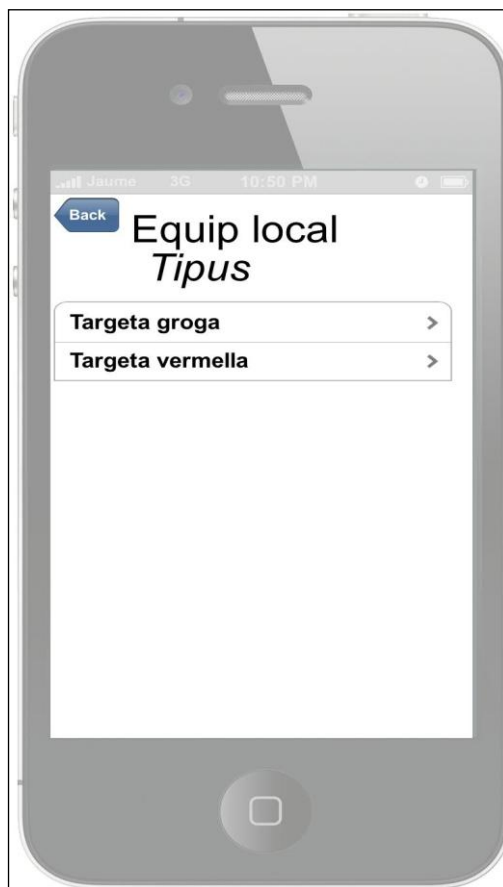 Jaume 3G 10:50 PM
Back
Equip local
Tipus
Targeta groga >
Targeta vermella >